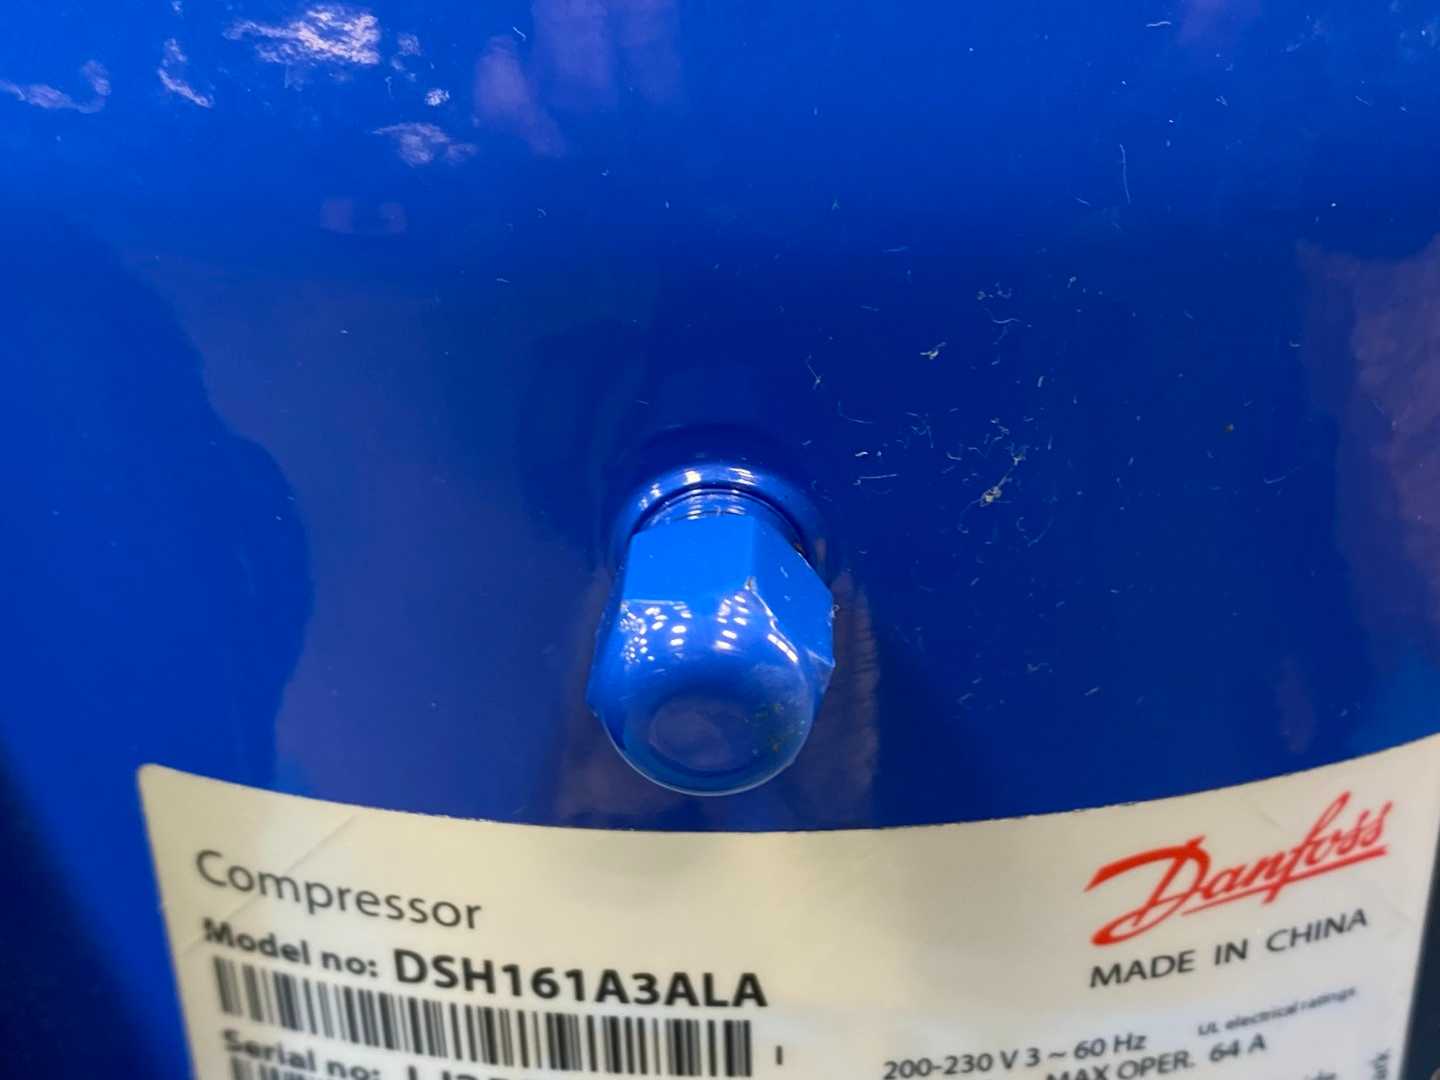 Danfoss
Compressor
MADE IN CHINA
Model no: DSH161A3ALA
UL electrical ratings
200-230 V 3 ~ 60 Hz
MAX OPER. 64 A
Serial no: